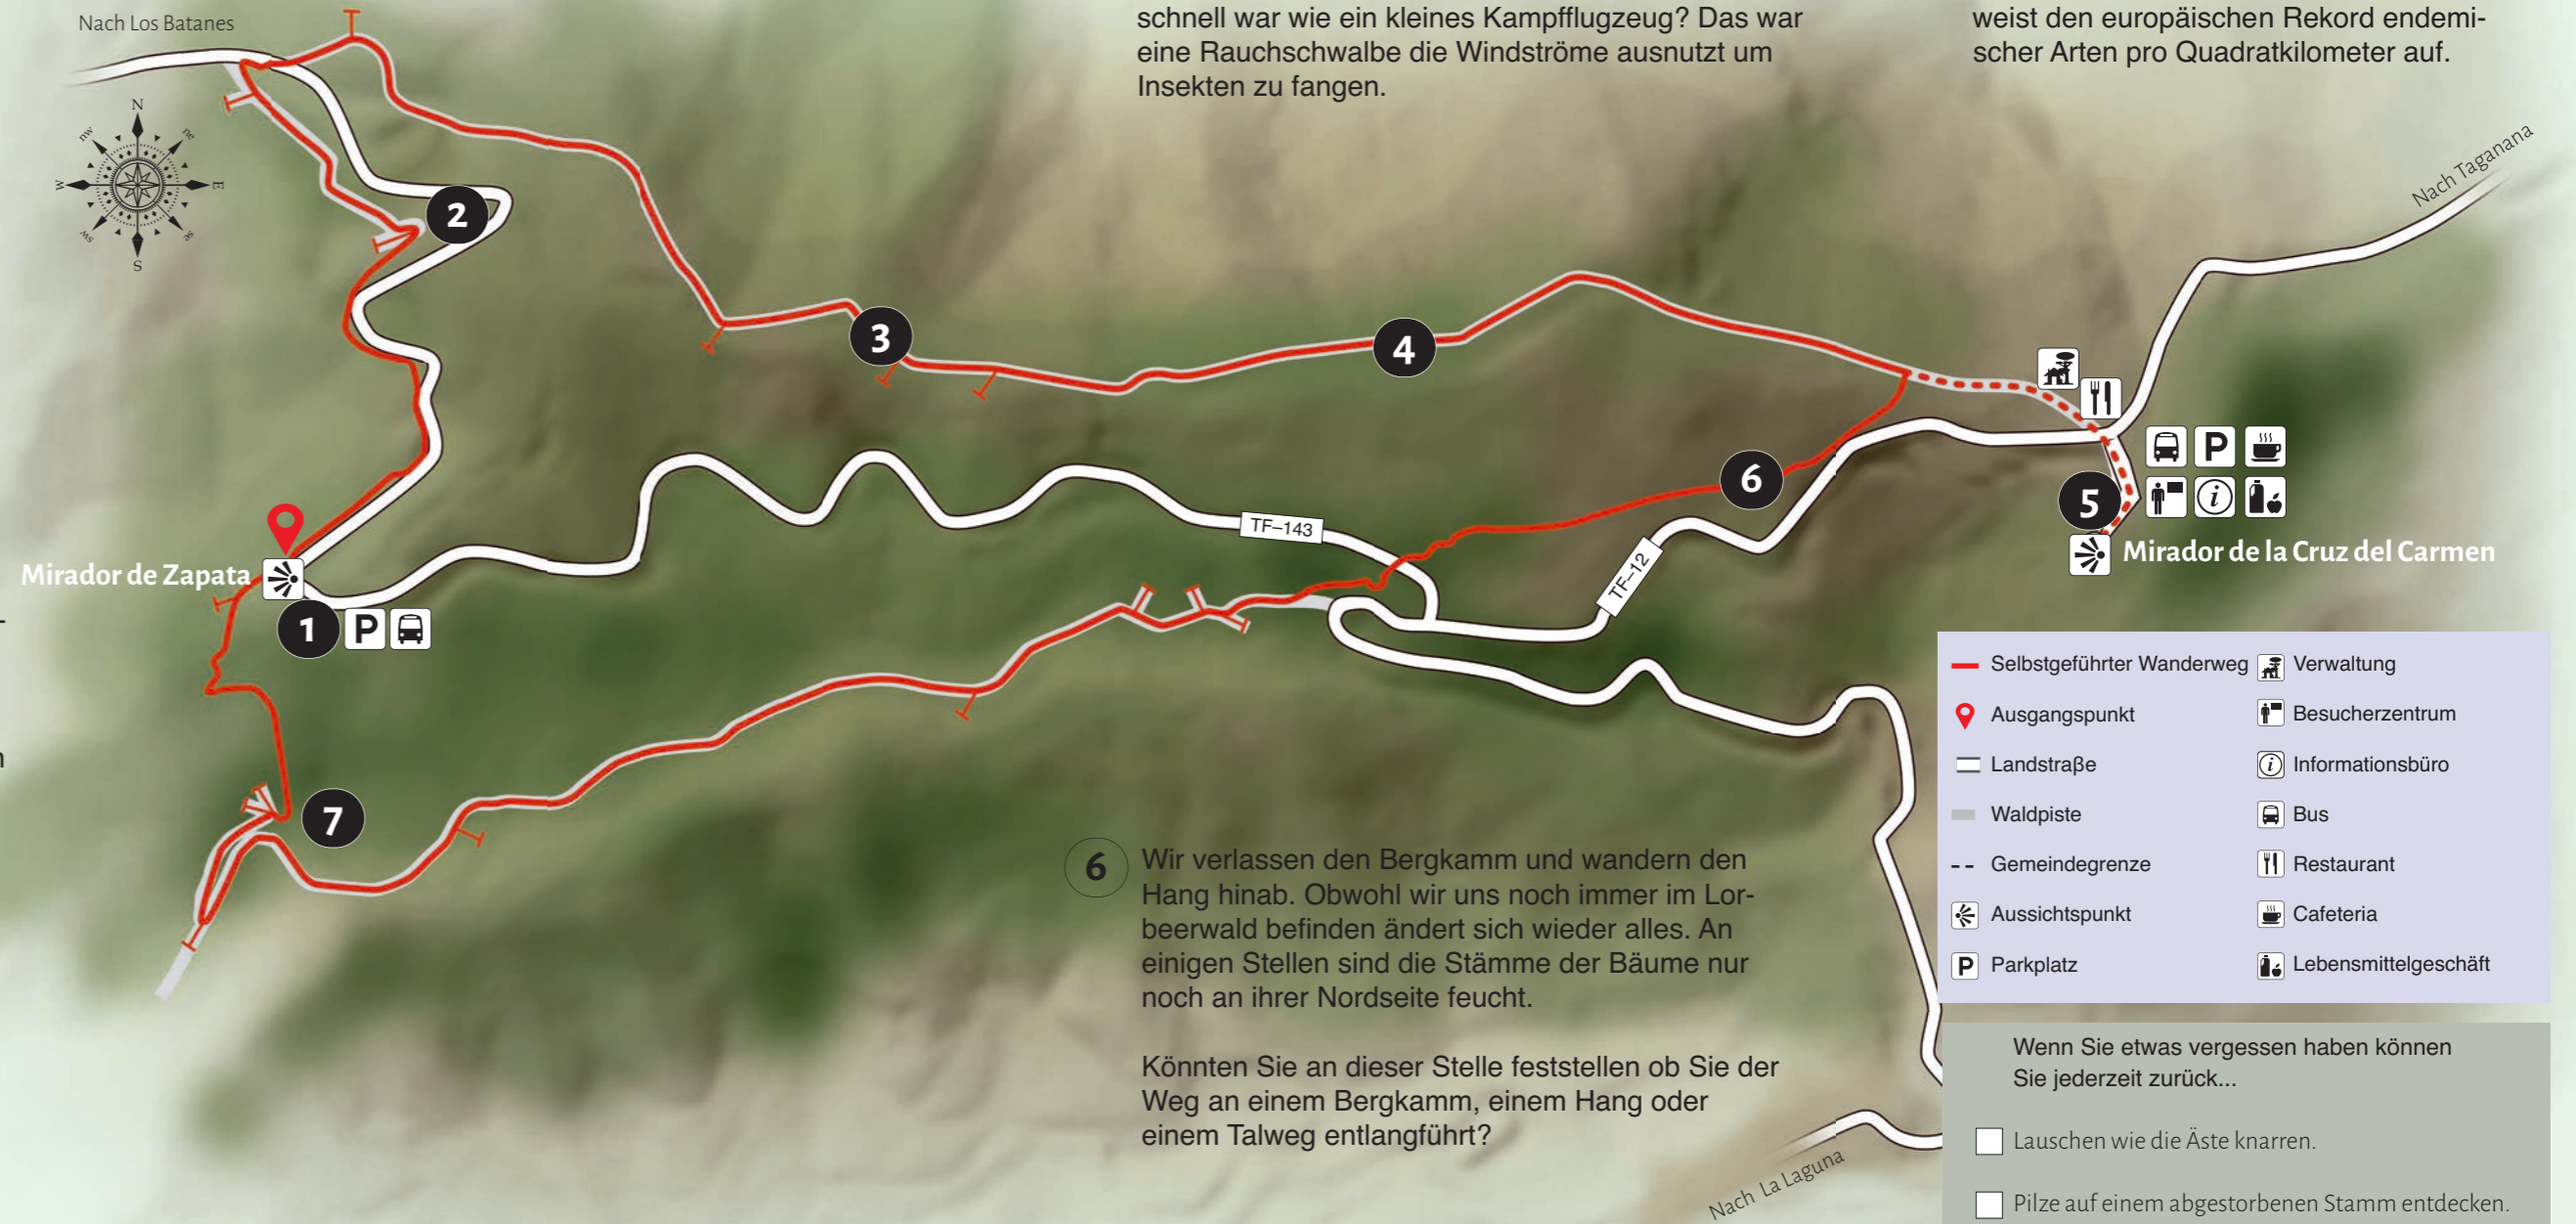 Nach Los Batanes
schnell war wie ein kleines Kampfflugzeug? Das war
eine Rauchschwalbe die Windströme ausnutzt um
Insekten zu fangen.
weist den europäischen Rekord endemi-
scher Arten pro Quadratkilometer auf.
N
ne
E
se
S
sw
W
nw
Nach Taganana
2
3
4
6
5
P
i
TF–143
TF–12
Mirador de Zapata
Mirador de la Cruz del Carmen
1
P
7
Selbstgeführter Wanderweg
Ausgangspunkt
Landstraße
Waldpiste
Gemeindegrenze
Aussichtspunkt
P Parkplatz
Verwaltung
Besucherzentrum
i Informationsbüro
Bus
Restaurant
Cafeteria
Lebensmittelgeschäft
6 Wir verlassen den Bergkamm und wandern den
Hang hinab. Obwohl wir uns noch immer im Lor-
beerwald befinden ändert sich wieder alles. An
einigen Stellen sind die Stämme der Bäume nur
noch an ihrer Nordseite feucht.
Könnten Sie an dieser Stelle feststellen ob Sie der
Weg an einem Bergkamm, einem Hang oder
einem Talweg entlangführt?
Nach La Laguna
Wenn Sie etwas vergessen haben können
Sie jederzeit zurück...
Lauschen wie die Äste knarren.
Pilze auf einem abgestorbenen Stamm entdecken.